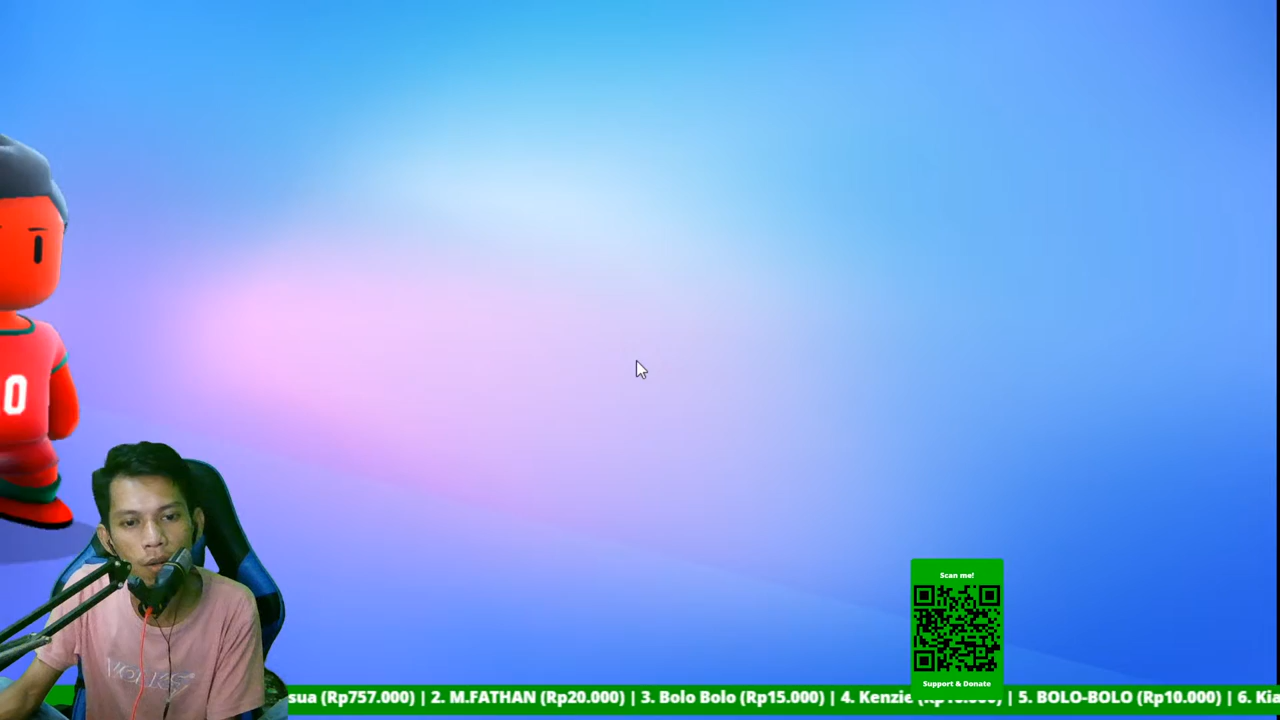 0
Scan me!
Support & Donate
sua (Rp757.000) | 2. M.FATHAN (Rp20.000) | 3. Bolo Bolo (Rp15.000) | 4. Kenzie | 5. BOLO-BOLO (Rp10.000) | 6. Kia